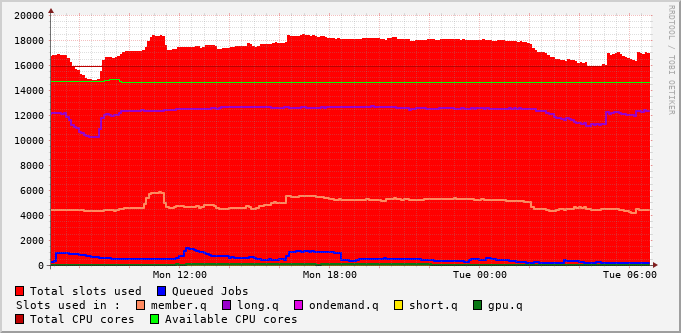 20000
18000
16000
14000
12000
10000
8000
6000
4000
2000
0
Mon 12:00 Mon 18:00 Tue 00:00 Tue 06:00
Total slots used Queued Jobs
Slots used in : member.q long.q ondemand.q short.q gpu.q
Total CPU cores Available CPU cores
RRDTOOL / TOBI OETIKER